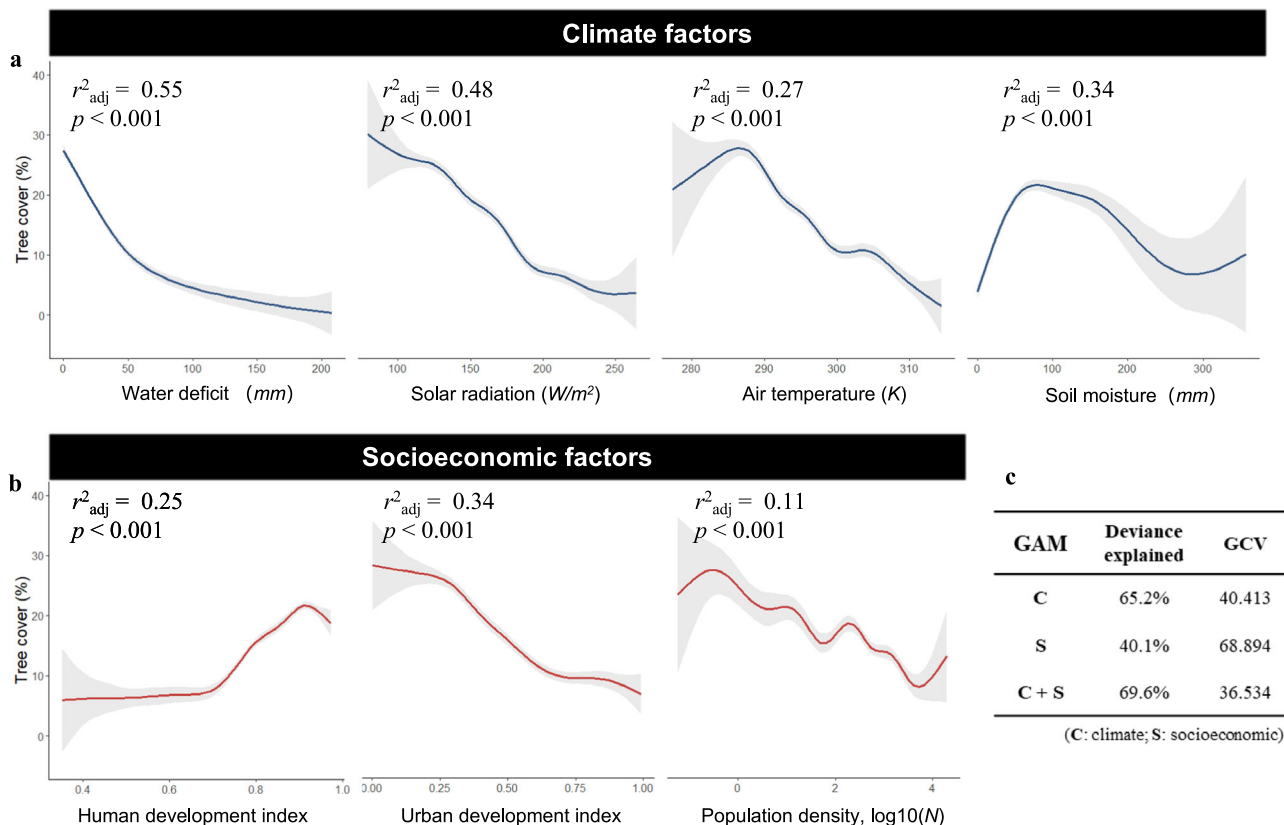 Climate factors
a
r²adj = 0.55
p < 0.001
r²adj = 0.48
p < 0.001
r²adj = 0.27
p < 0.001
r²adj = 0.34
p < 0.001
Tree cover (%)
40
30
20
10
0
0 50 100 150 200
100 150 200 250
280 290 300 310
0 100 200 300
Water deficit (mm)
Solar radiation (W/m²)
Air temperature (K)
Soil moisture (mm)
Socioeconomic factors
b
r²adj = 0.25
p < 0.001
r²adj = 0.34
p < 0.001
r²adj = 0.11
p < 0.001
Tree cover (%)
40
30
20
10
0
0.4 0.6 0.8 1.0
0.00 0.25 0.50 0.75 1.00
0 2 4
Human development index
Urban development index
Population density, log10(N)
c
GAM Deviance explained GCV
C 65.2% 40.413
S 40.1% 68.894
C + S 69.6% 36.534
(C: climate; S: socioeconomic)